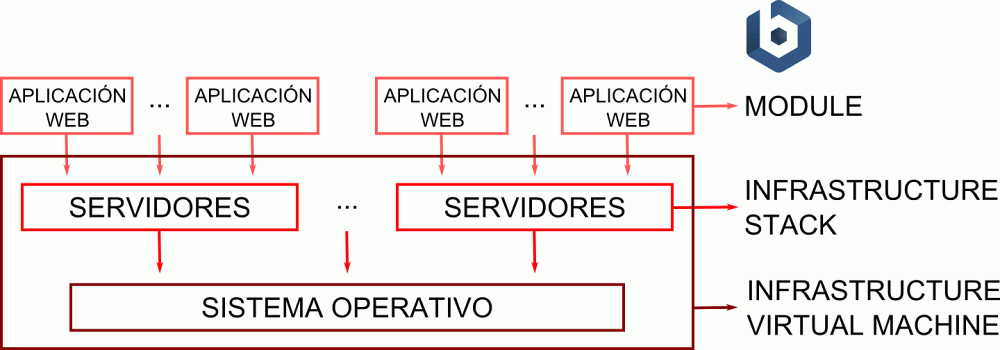 APLICACIÓN
WEB
...
APLICACIÓN
WEB
APLICACIÓN
WEB
...
APLICACIÓN
WEB
b
MODULE
SERVIDORES
...
SERVIDORES
INFRASTRUCTURE
STACK
SISTEMA OPERATIVO
INFRASTRUCTURE
VIRTUAL MACHINE